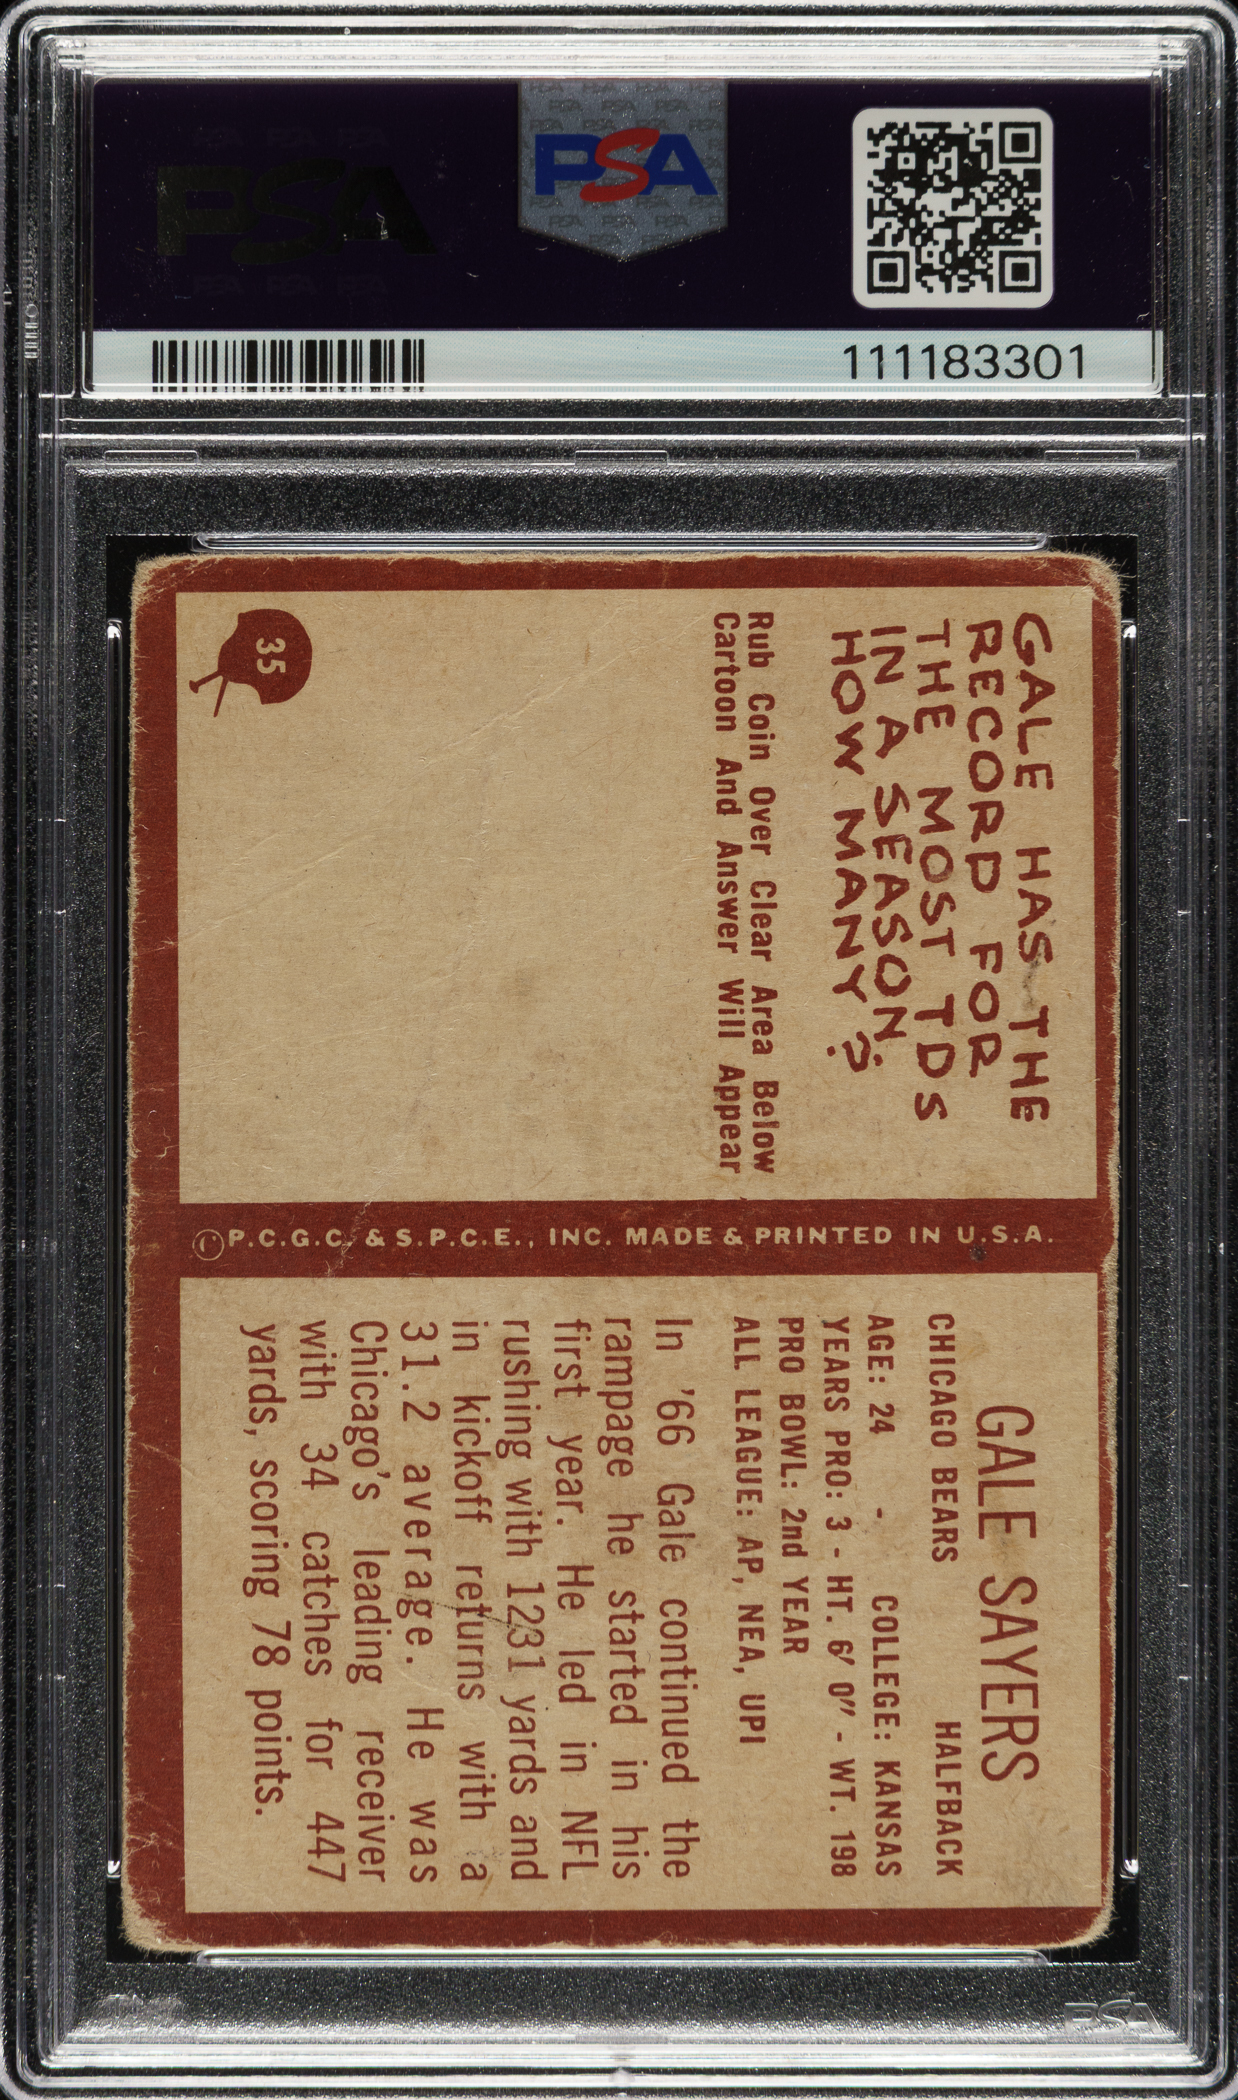 PSA
PSA
111183301
GALE HAS THE
RECORD FOR
THE MOST TDS
IN A SEASON.
HOW MANY?
Rub Coin Over Clear Area Below
Cartoon And Answer Will Appear
35
©P.C.G.C. & S.P.C.E., INC. MADE & PRINTED IN U.S.A.
GALE SAYERS
CHICAGO BEARS HALFBACK
AGE: 24 - COLLEGE: KANSAS
YEARS PRO: 3 - HT. 6' 0" - WT. 198
PRO BOWL: 2nd YEAR
ALL LEAGUE: AP, NEA, UPI
In '66 Gale continued the
rampage he started in his
first year. He led in NFL
rushing with 1231 yards and
in kickoff returns with a
31.2 average. He was
Chicago's leading receiver
with 34 catches for 447
yards, scoring 78 points.
PSA